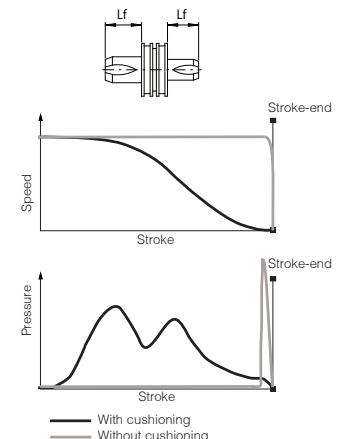 Lf Lf
Stroke-end
Speed
Stroke
Stroke-end
Pressure
Stroke
With cushioning
Without cushioning